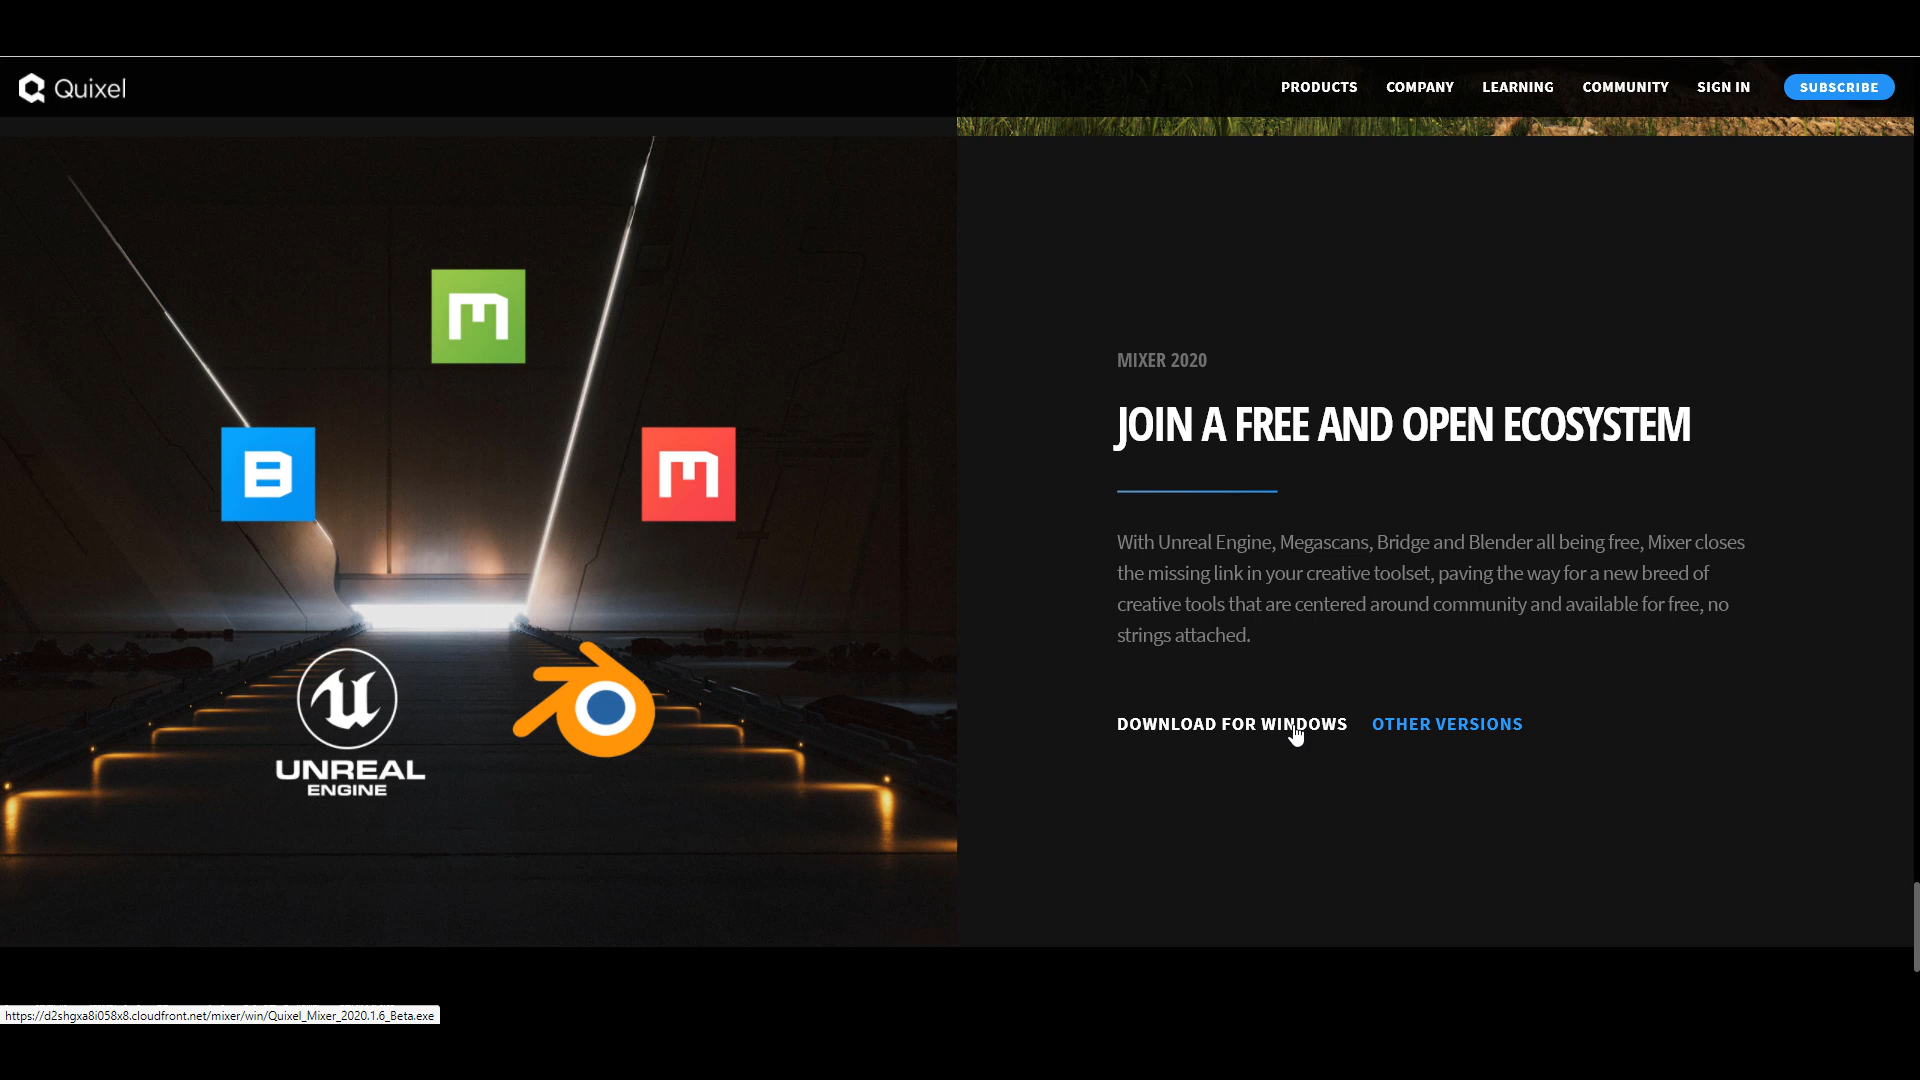 Quixel
PRODUCTS COMPANY LEARNING COMMUNITY SIGN IN SUBSCRIBE
M
B
M
UNREAL
ENGINE
MIXER 2020
JOIN A FREE AND OPEN ECOSYSTEM
With Unreal Engine, Megascans, Bridge and Blender all being free, Mixer closes
the missing link in your creative toolset, paving the way for a new breed of
creative tools that are centered around community and available for free, no
strings attached.
DOWNLOAD FOR WINDOWS OTHER VERSIONS
https://d2shgxa8i058x8.cloudfront.net/mixer/win/Quixel_Mixer_2020.1.6_Beta.exe